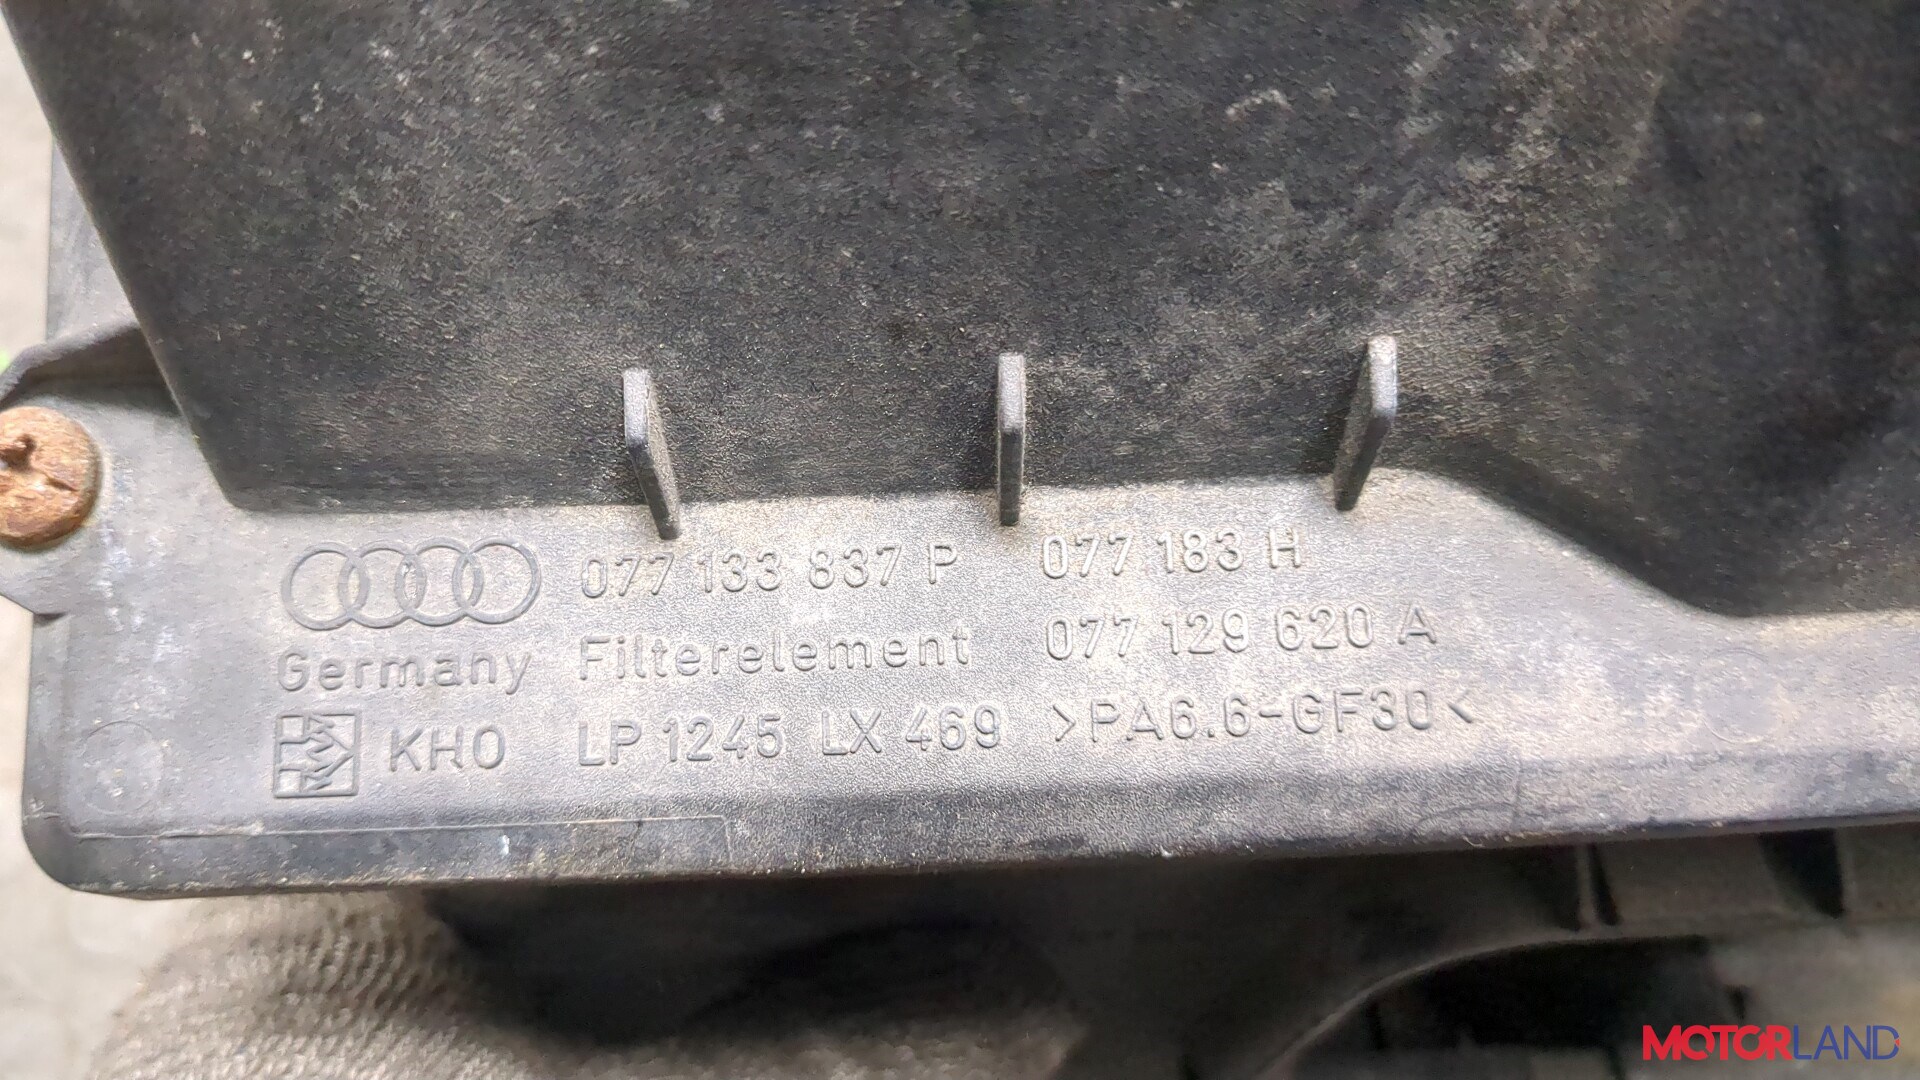 077 133 837 P 077 183 H
Germany Filterelement 077 129 620 A
KHO LP 1245 LX 469 >PA6.6-GF30<
MOTORLAND